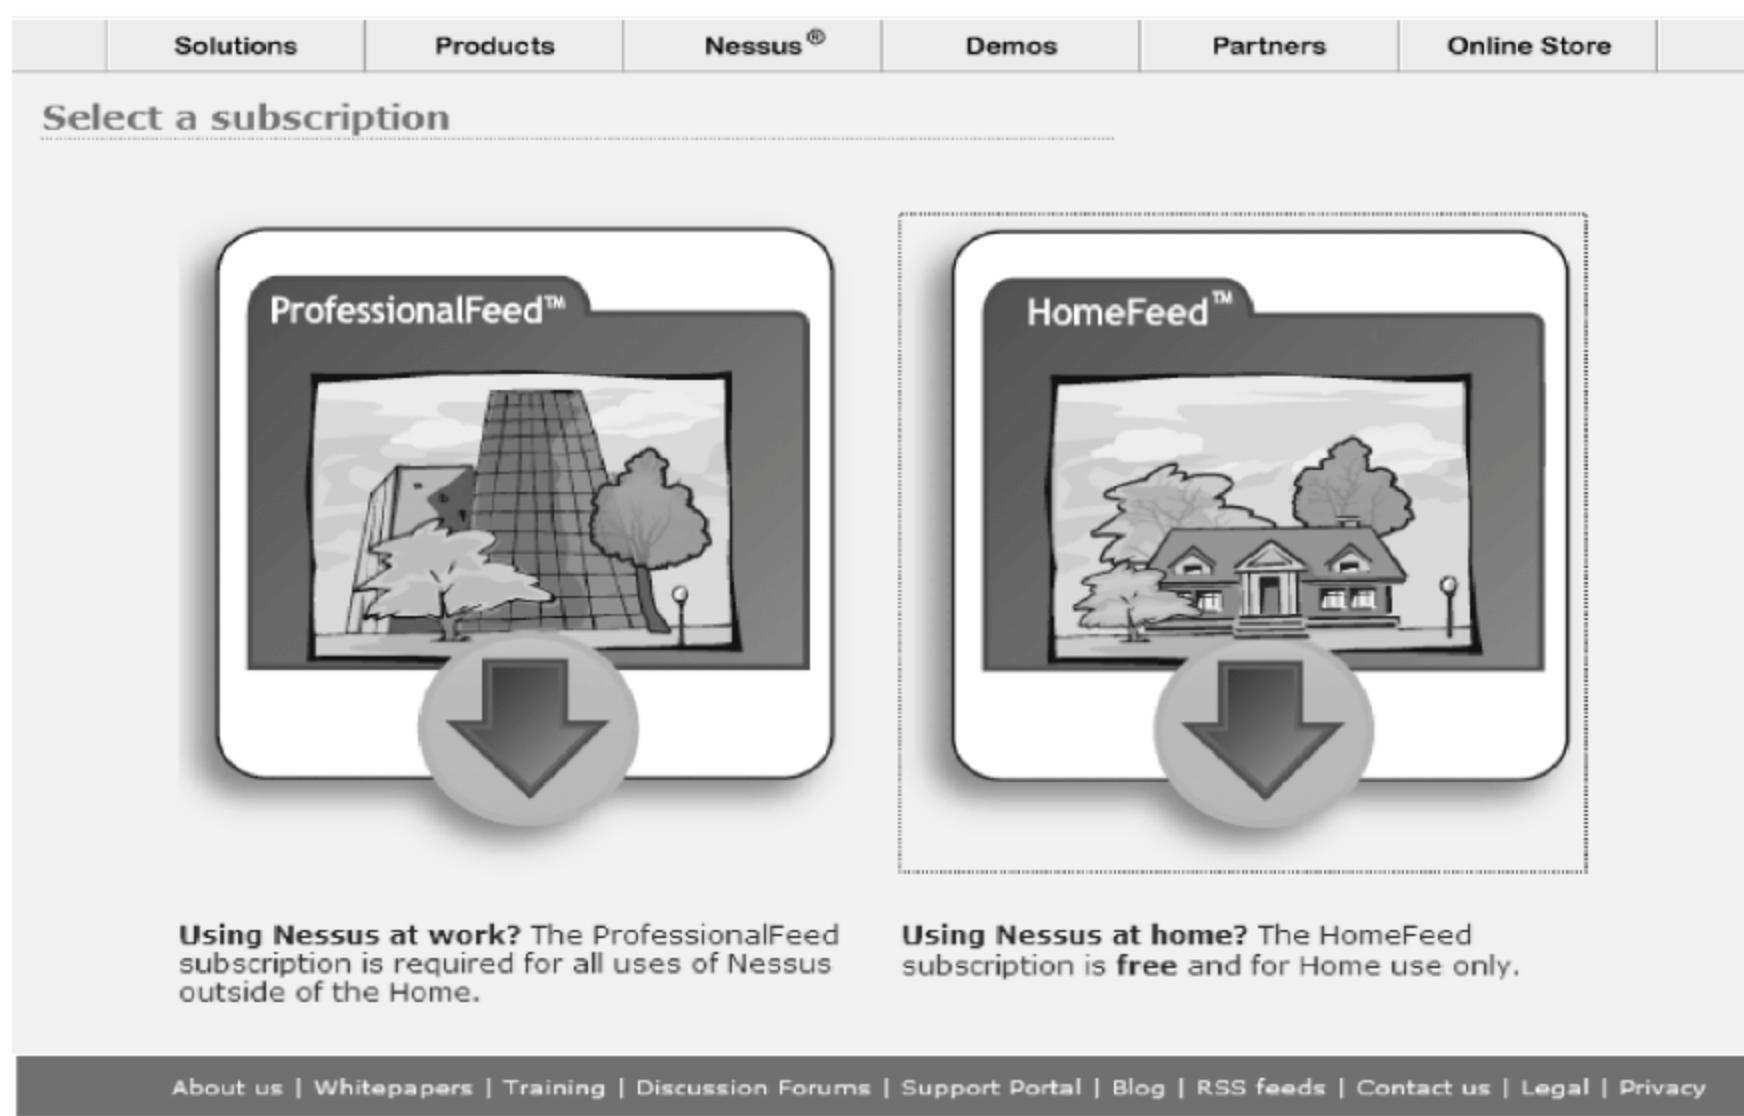 Solutions
Products
Nessus®
Demos
Partners
Online Store
Select a subscription
ProfessionalFeed™
HomeFeed™
Using Nessus at work? The ProfessionalFeed
subscription is required for all uses of Nessus
outside of the Home.
Using Nessus at home? The HomeFeed
subscription is free and for Home use only.
About us | Whitepapers | Training | Discussion Forums | Support Portal | Blog | RSS feeds | Contact us | Legal | Privacy